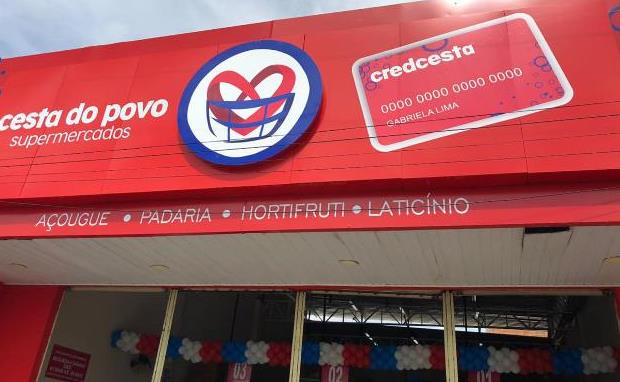 cesta do povo
supermercados
credcesta
0000 0000 0000 0000
GABRIELA LIMA
AÇOUGUE • PADARIA • HORTIFRUTI • LATICÍNIO
03
02